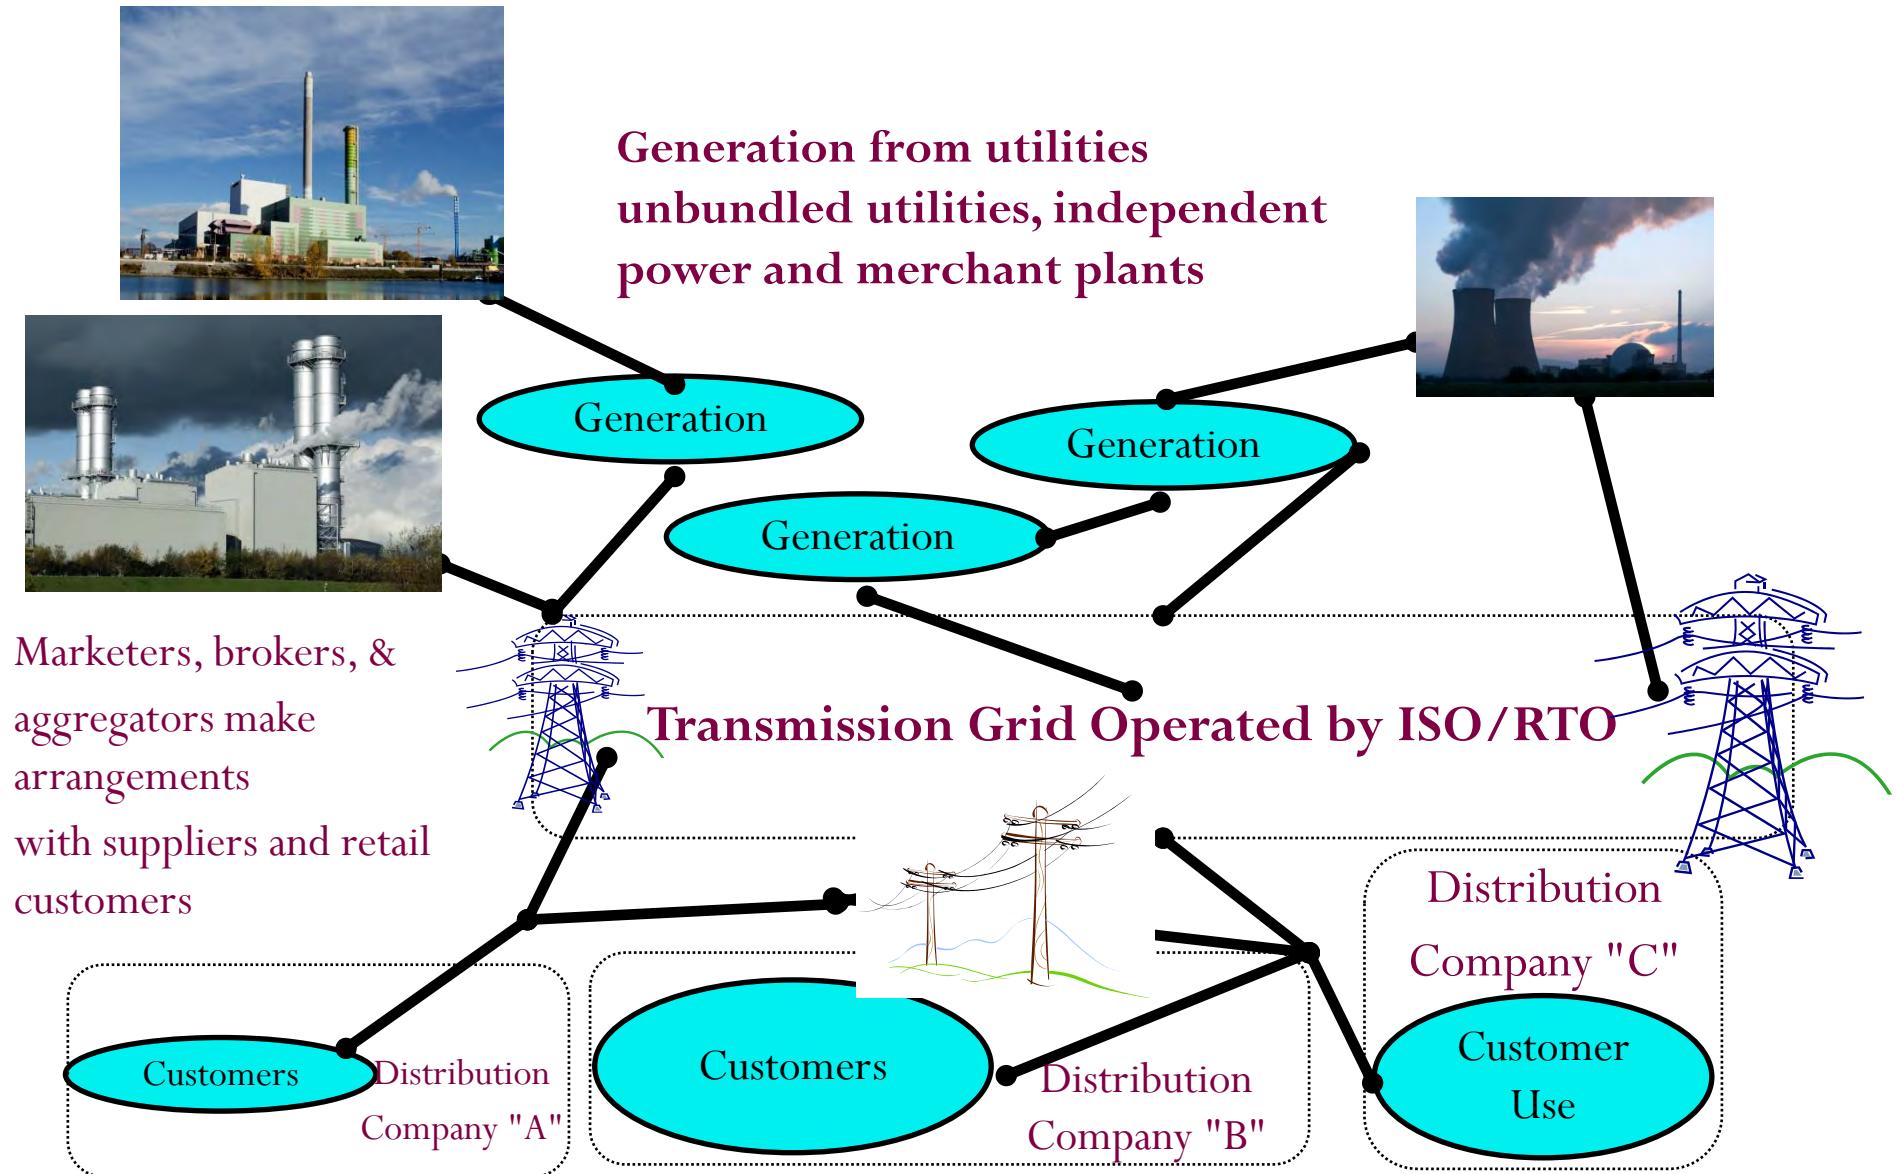 Generation from utilities
unbundled utilities, independent
power and merchant plants
Generation
Generation
Generation
Marketers, brokers, &
aggregators make
arrangements
with suppliers and retail
customers
Transmission Grid Operated by ISO/RTO
Distribution
Company "C"
Customer
Use
Customers
Distribution
Company "A"
Customers
Distribution
Company "B"